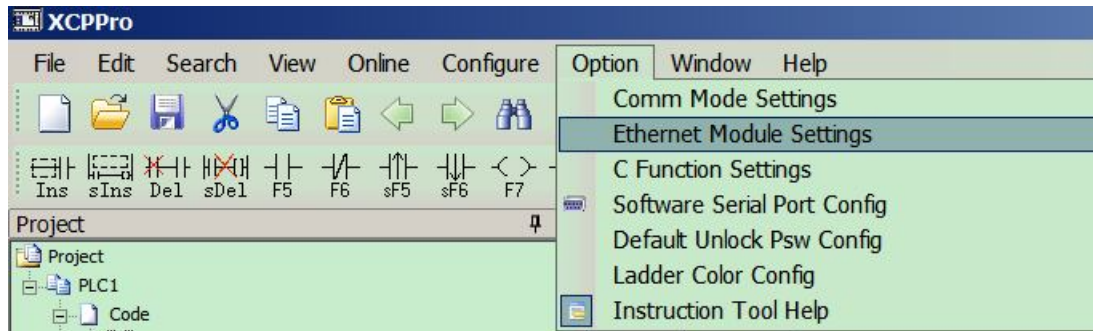 XCPPro
File Edit Search View Online Configure Option Window Help
Comm Mode Settings
Ethernet Module Settings
C Function Settings
Software Serial Port Config
Default Unlock Psw Config
Ladder Color Config
Instruction Tool Help
Ins sIns Del sDel F5 F6 sF5 sF6 F7
Project
Project
PLC1
Code